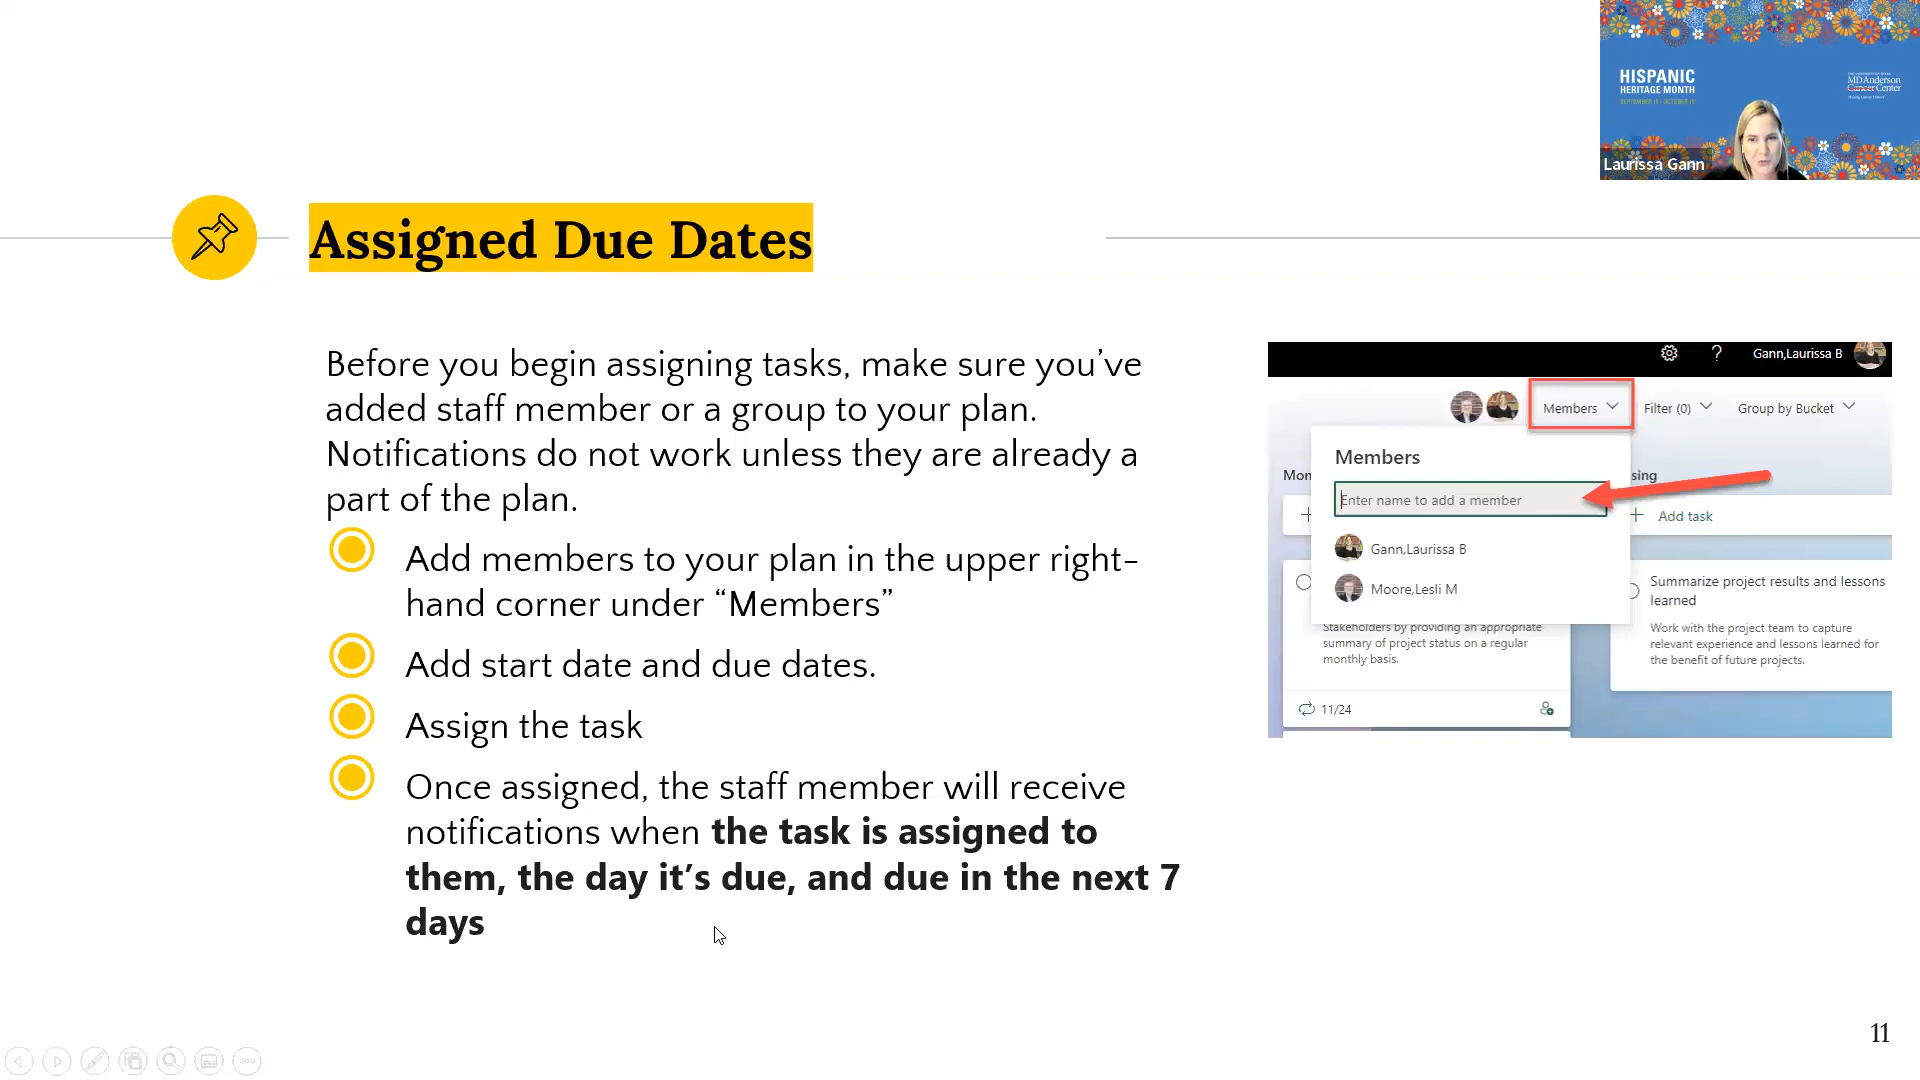 HISPANIC
HERITAGE MONTH
SEPTEMBER 15 - OCTOBER 15
MD Anderson
Cancer Center
Laurissa Gann
Assigned Due Dates
Before you begin assigning tasks, make sure you’ve
added staff member or a group to your plan.
Notifications do not work unless they are already a
part of the plan.
Add members to your plan in the upper right-
hand corner under “Members”
Add start date and due dates.
Assign the task
Once assigned, the staff member will receive
notifications when the task is assigned to
them, the day it’s due, and due in the next 7
days
? Gann,Laurissa B
Members Filter (0) Group by Bucket
Members
Mon
sing
Enter name to add a member
+ Add task
Gann,Laurissa B
Moore,Lesli M
Summarize project results and lessons
learned
Stakeholders by providing an appropriate
summary of project status on a regular
monthly basis.
Work with the project team to capture
relevant experience and lessons learned for
the benefit of future projects.
11/24
11